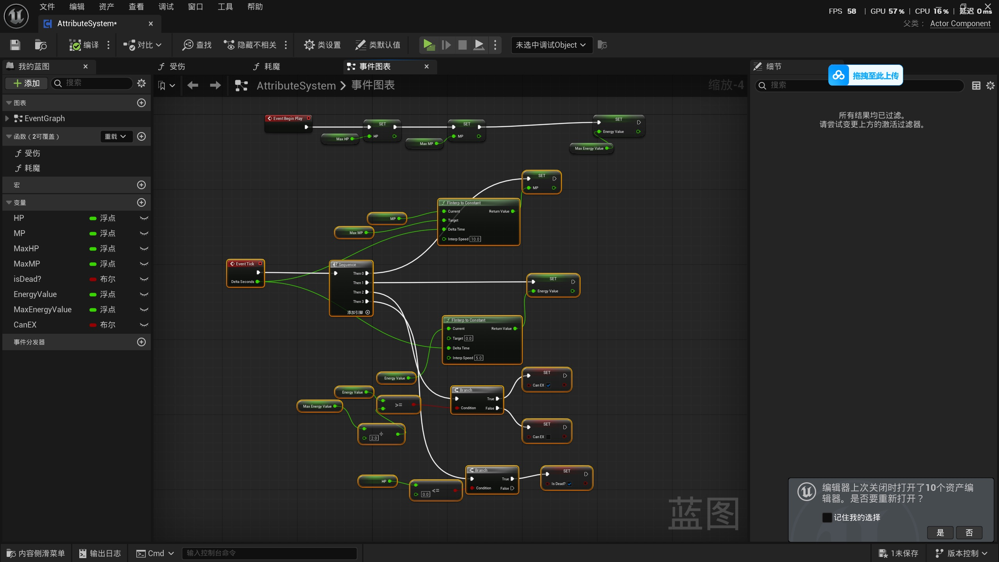 文件 编辑 资产 查看 调试 窗口 工具 帮助
FPS 58 | GPU 57% | CPU 16% | 延迟 0ms
AttributeSystem*
父类： Actor Component
编译 对比 查找 隐藏不相关 类设置 类默认值 未选中调试Object
我的蓝图
受伤 耗魔 事件图表
细节
拖拽至此上传
添加 搜索
AttributeSystem 事件图表
缩放-4
搜索
所有结果均已过滤。
请尝试变更上方的激活过滤器。
图表
EventGraph
函数（2可覆盖） 重载
受伤
耗魔
宏
变量
HP 浮点
MP 浮点
MaxHP 浮点
MaxMP 浮点
isDead? 布尔
EnergyValue 浮点
MaxEnergyValue 浮点
CanEX 布尔
事件分发器
Event Begin Play
SET
HP
Max HP
SET
MP
Max MP
SET
Energy Value
Max Energy Value
SET
MP
FInterp to Constant
Current Return Value
Target
Delta Time
Interp Speed 10.0
MP
Max MP
Event Tick
Delta Seconds
Sequence
Then 0
Then 1
Then 2
Then 3
添加引脚
SET
Energy Value
FInterp to Constant
Current Return Value
Target 0.0
Delta Time
Interp Speed 5.0
Energy Value
Energy Value
Max Energy Value
>=
÷
2.0
Branch
True
Condition False
SET
Can EX
SET
Can EX
HP
<=
0.0
Branch
True
Condition False
SET
Is Dead?
蓝图
编辑器上次关闭时打开了10个资产编
辑器。是否要重新打开？
记住我的选择
是 否
内容侧滑菜单 输出日志 Cmd 输入控制台命令
1未保存 版本控制